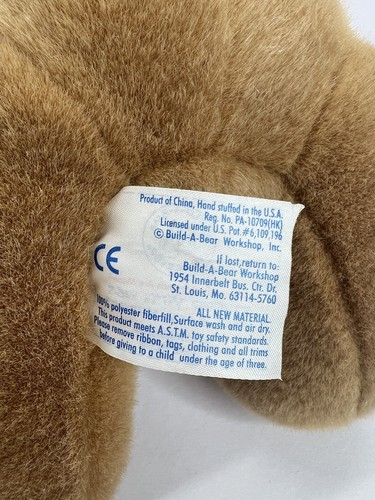 Product of China, Hand stuffed in the U.S.A.
Reg. No. PA-10709(HK)
Licensed under U.S. Pat.#6,109,196
© Build-A-Bear Workshop, Inc.
If lost,return to:
Build-A-Bear Workshop
1954 Innerbelt Bus. Ctr. Dr.
St. Louis, Mo. 63114-5760
CE
ALL NEW MATERIAL
100% polyester fiberfill,Surface wash and air dry.
This product meets A.S.T.M. toy safety standards.
Please remove ribbon, tags, clothing and all trims
before giving to a child under the age of three.